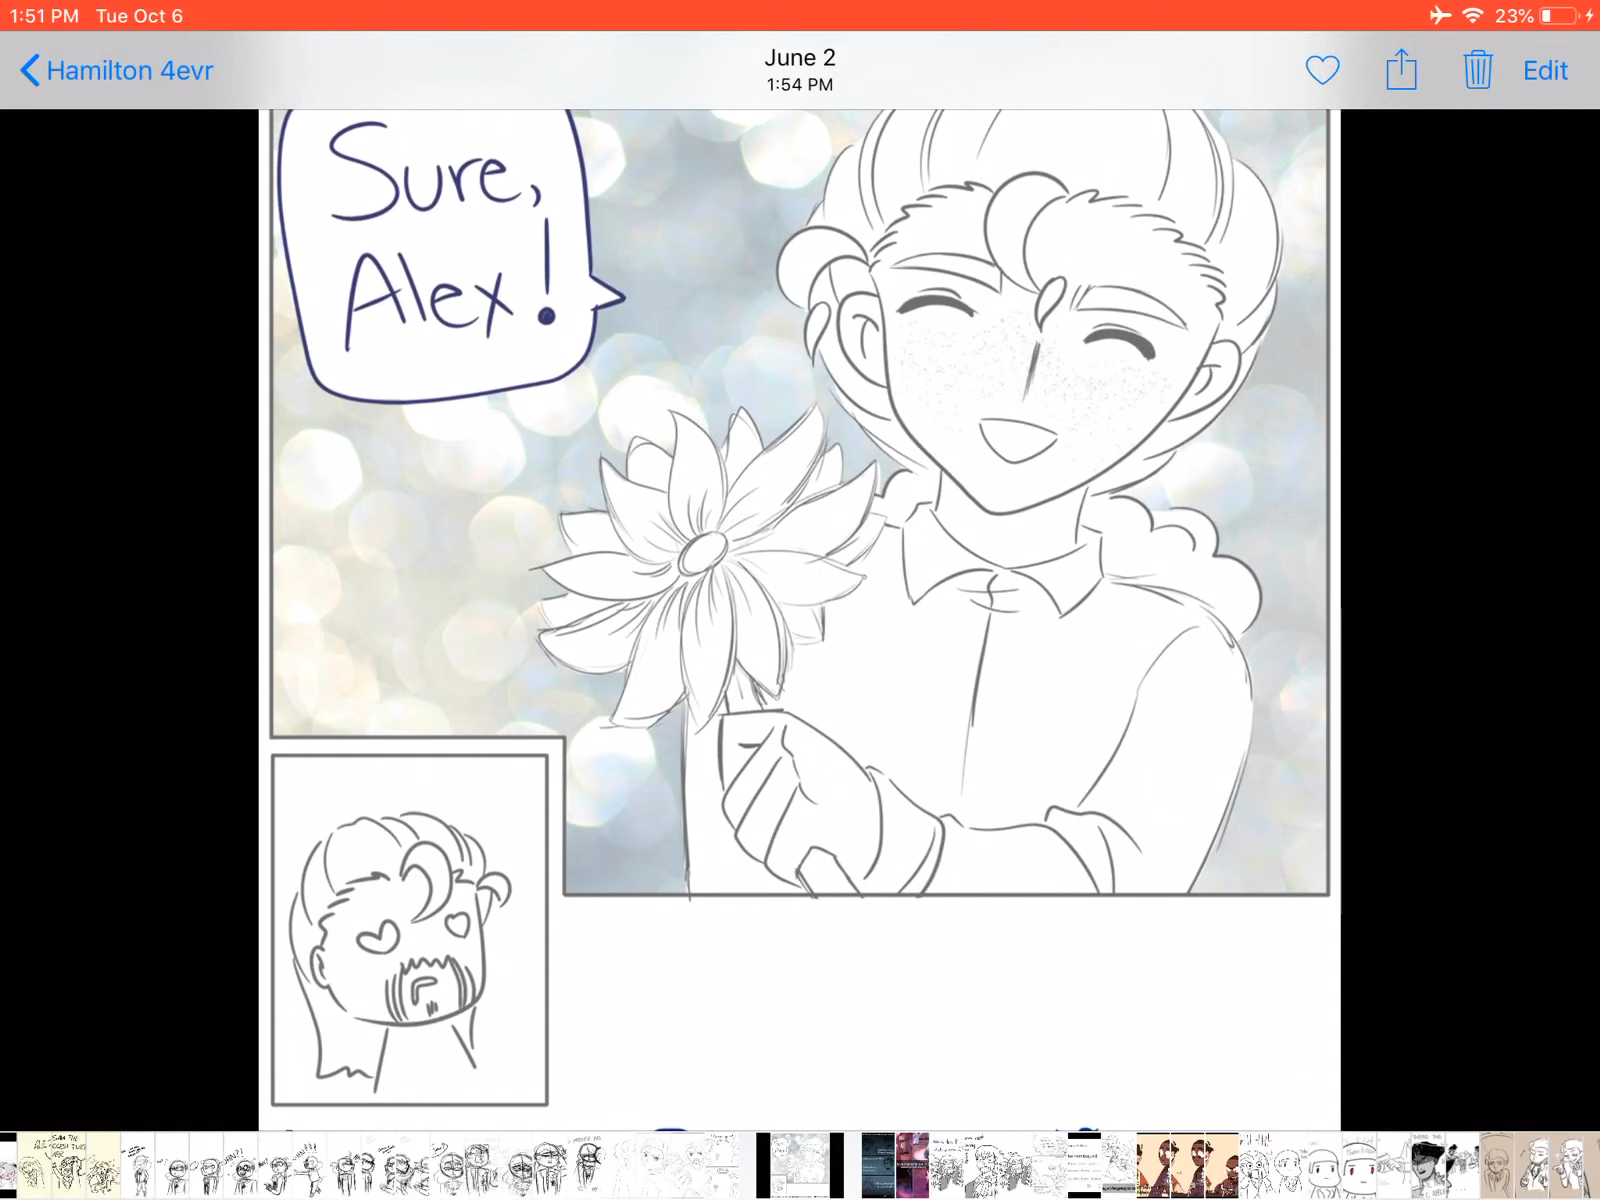 1:51 PM Tue Oct 6
23%
Hamilton 4evr
June 2
1:54 PM
Edit
Sure,
Alex!